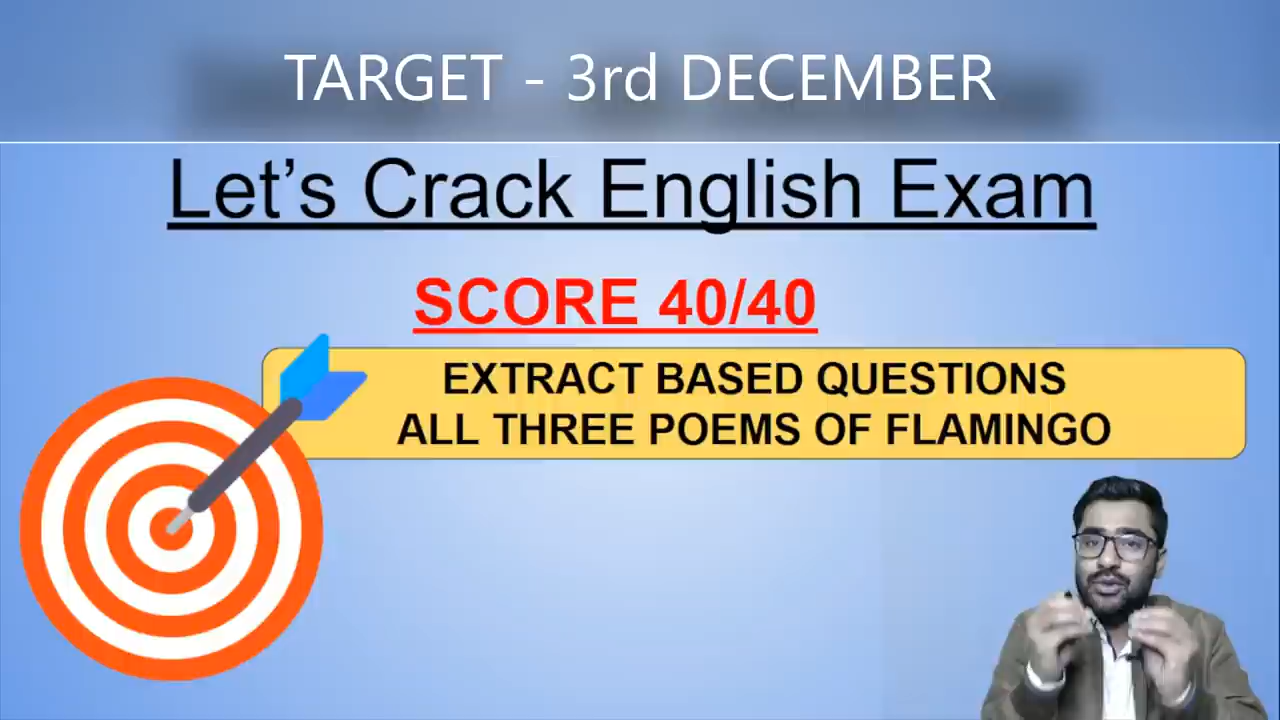 TARGET - 3rd DECEMBER
Let’s Crack English Exam
SCORE 40/40
EXTRACT BASED QUESTIONS
ALL THREE POEMS OF FLAMINGO